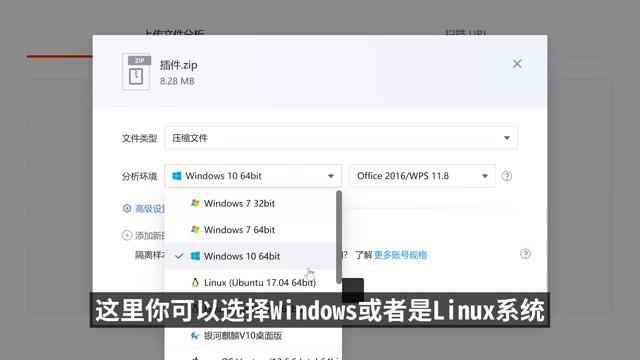 上传文件分析 扫描 URL
ZIP
插件.zip
8.28 MB
文件类型 压缩文件
分析环境 Windows 10 64bit Office 2016/WPS 11.8
高级设置
Windows 7 32bit
Windows 7 64bit
添加新的
Windows 10 64bit
隔离样本 了解更多账号规格
Linux (Ubuntu 17.04 64bit)
这里你可以选择Windows或者是Linux系统
银河麒麟V10桌面版